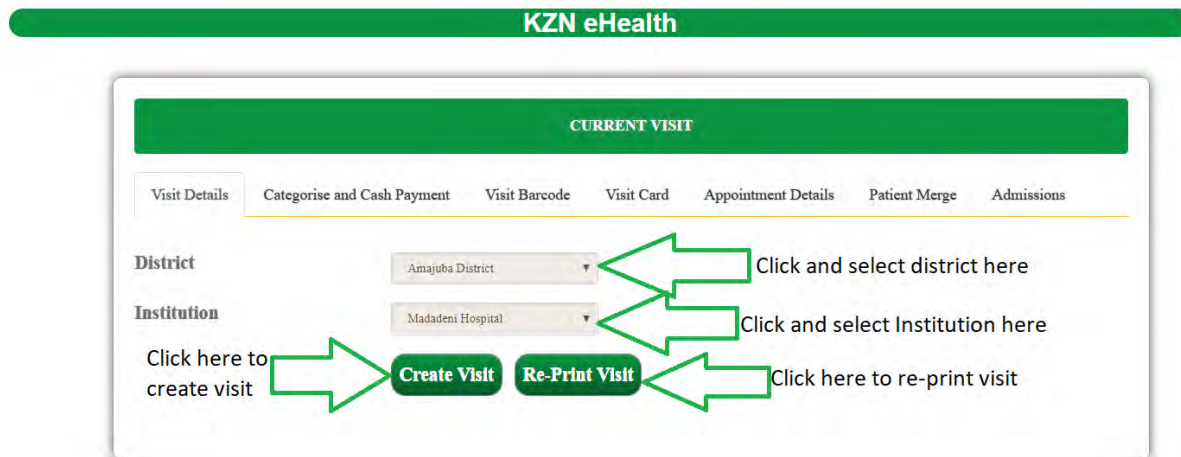 KZN eHealth
CURRENT VISIT
Visit Details Categorise and Cash Payment Visit Barcode Visit Card Appointment Details Patient Merge Admissions
District Amajuba District Click and select district here
Institution Madadeni Hospital Click and select Institution here
Click here to
create visit
Create Visit Re-Print Visit Click here to re-print visit